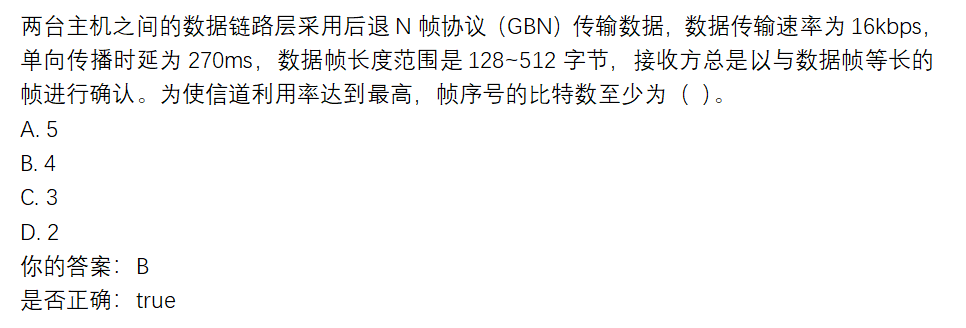 两台主机之间的数据链路层采用后退 N 帧协议（GBN）传输数据，数据传输速率为 16kbps，
单向传播时延为 270ms，数据帧长度范围是 128~512 字节，接收方总是以与数据帧等长的
帧进行确认。为使信道利用率达到最高，帧序号的比特数至少为（ ）。
A. 5
B. 4
C. 3
D. 2
你的答案：B
是否正确：true